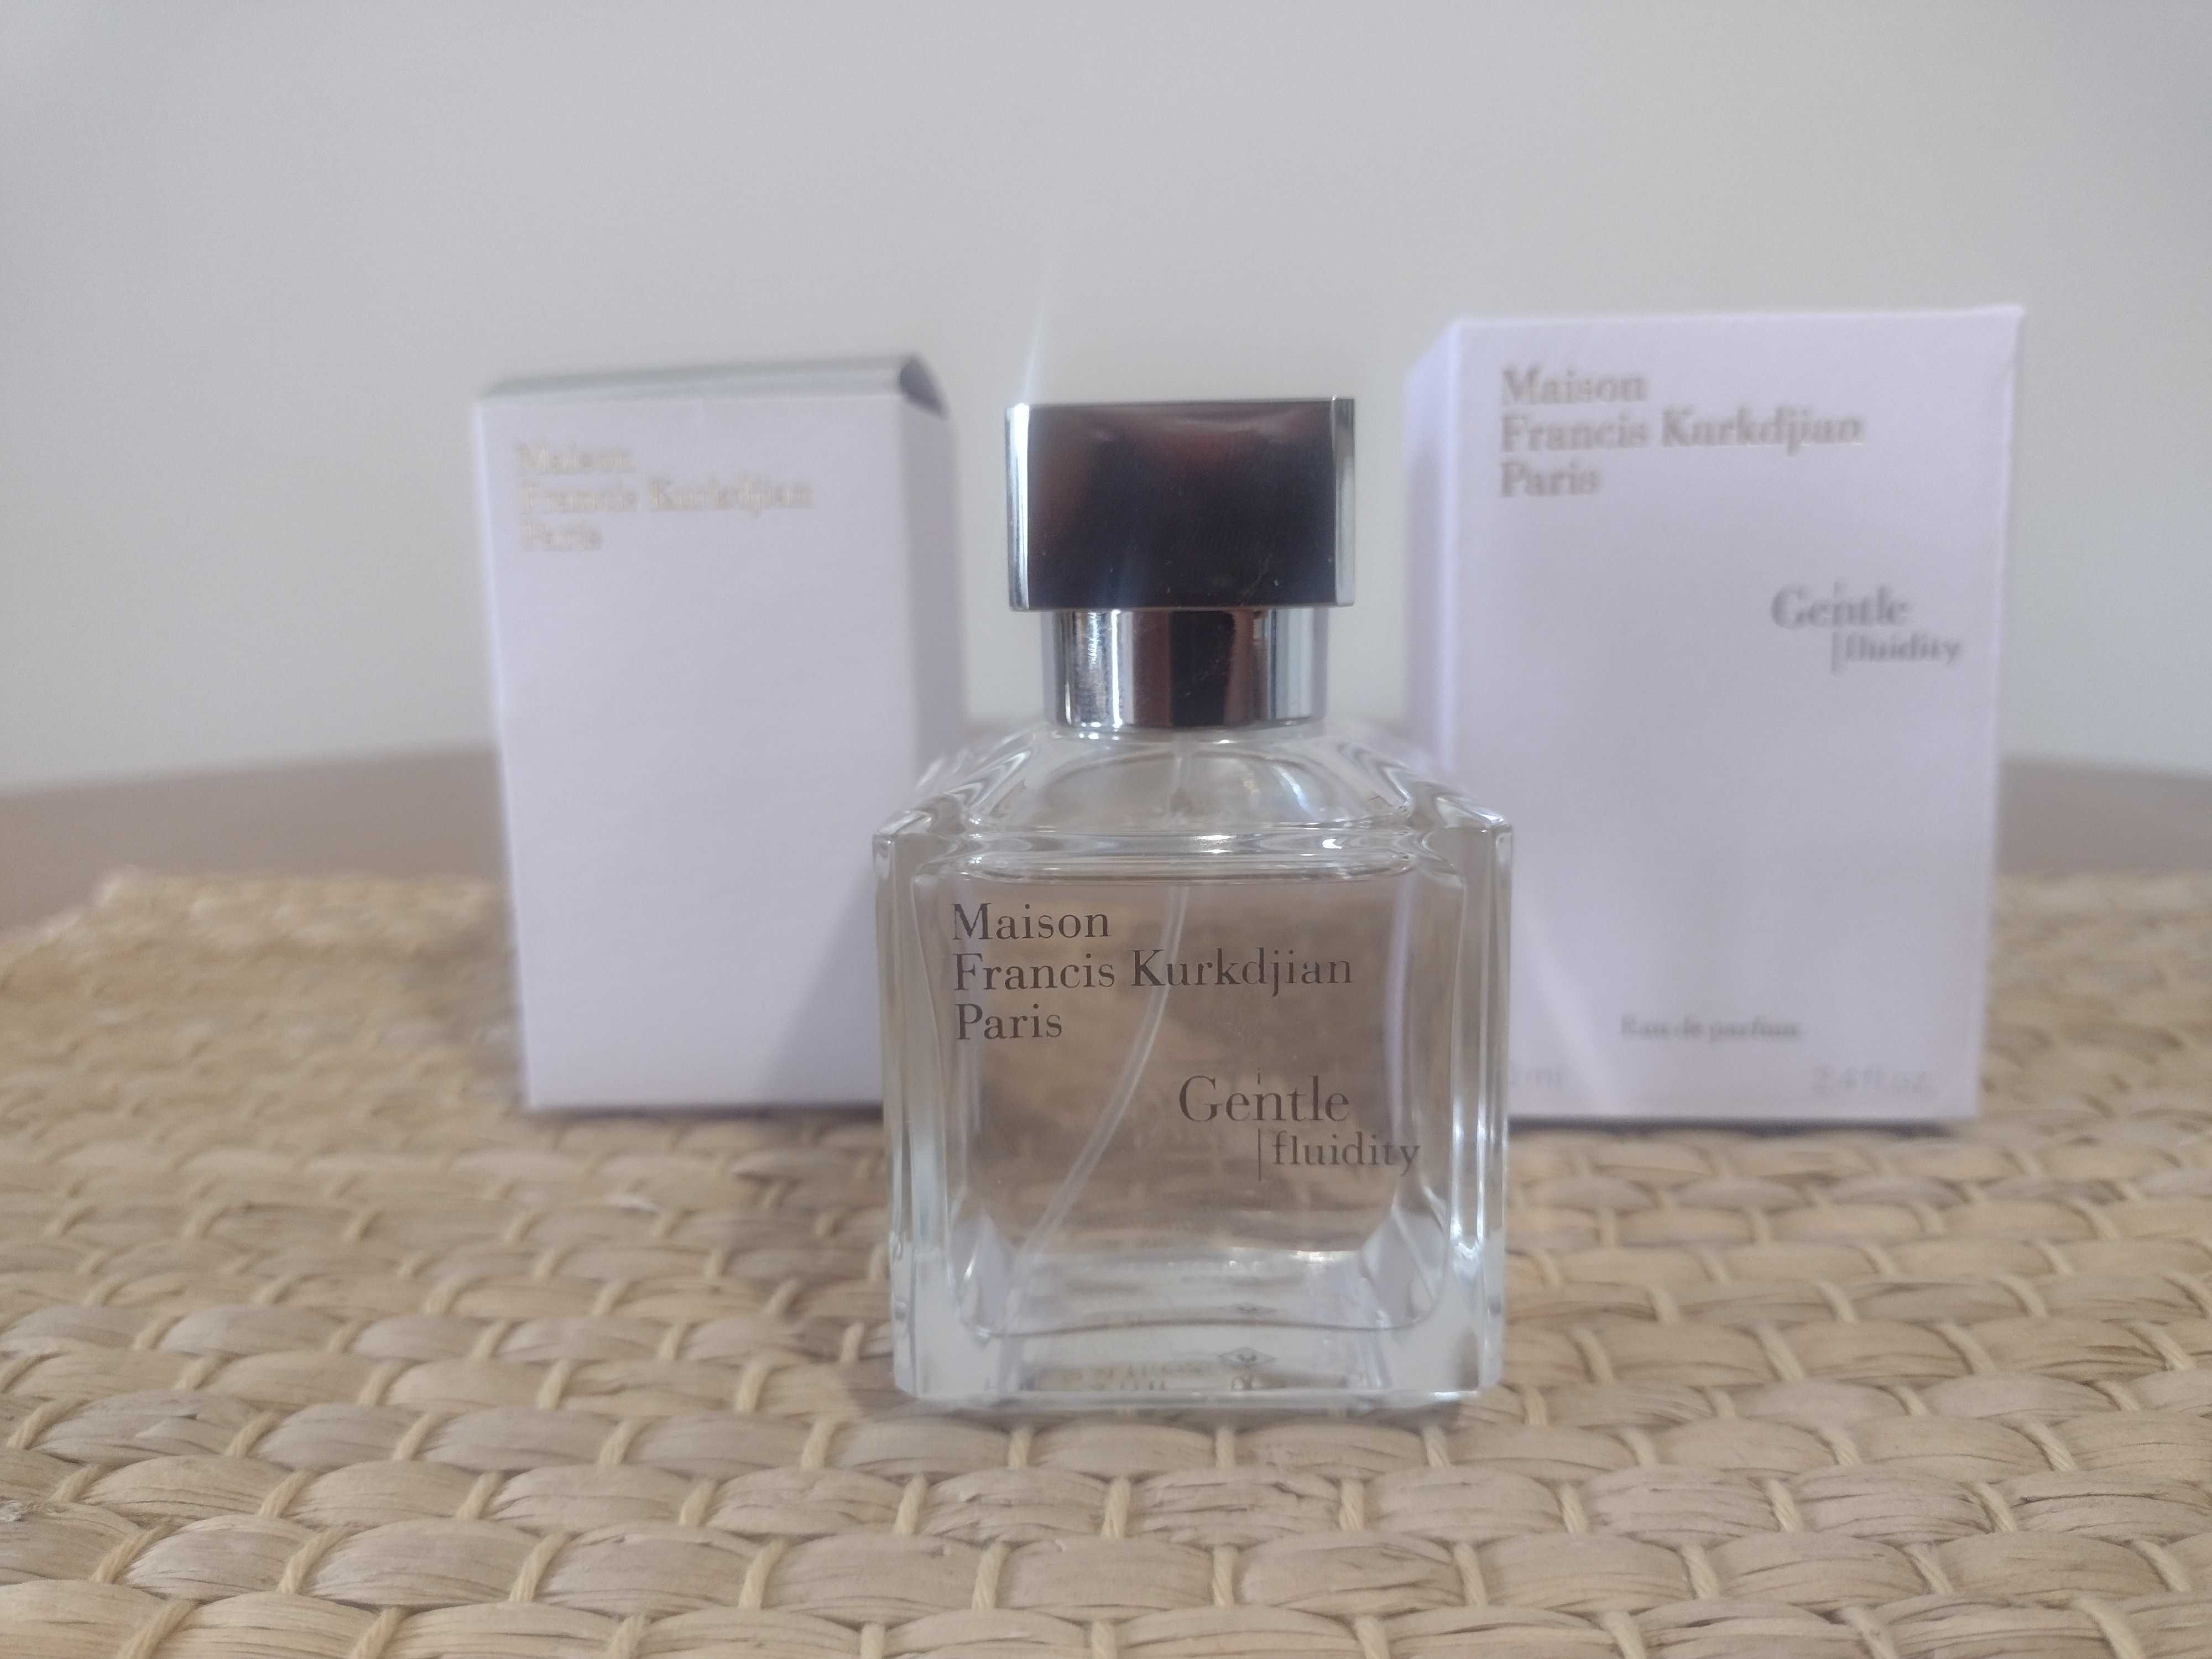 Maison
Francis Kurkdjian
Paris
Maison
Francis Kurkdjian
Paris
Gentle
fluidity
Eau de parfum
ml
2.4 fl.oz.
Maison
Francis Kurkdjian
Paris
Gentle
fluidity